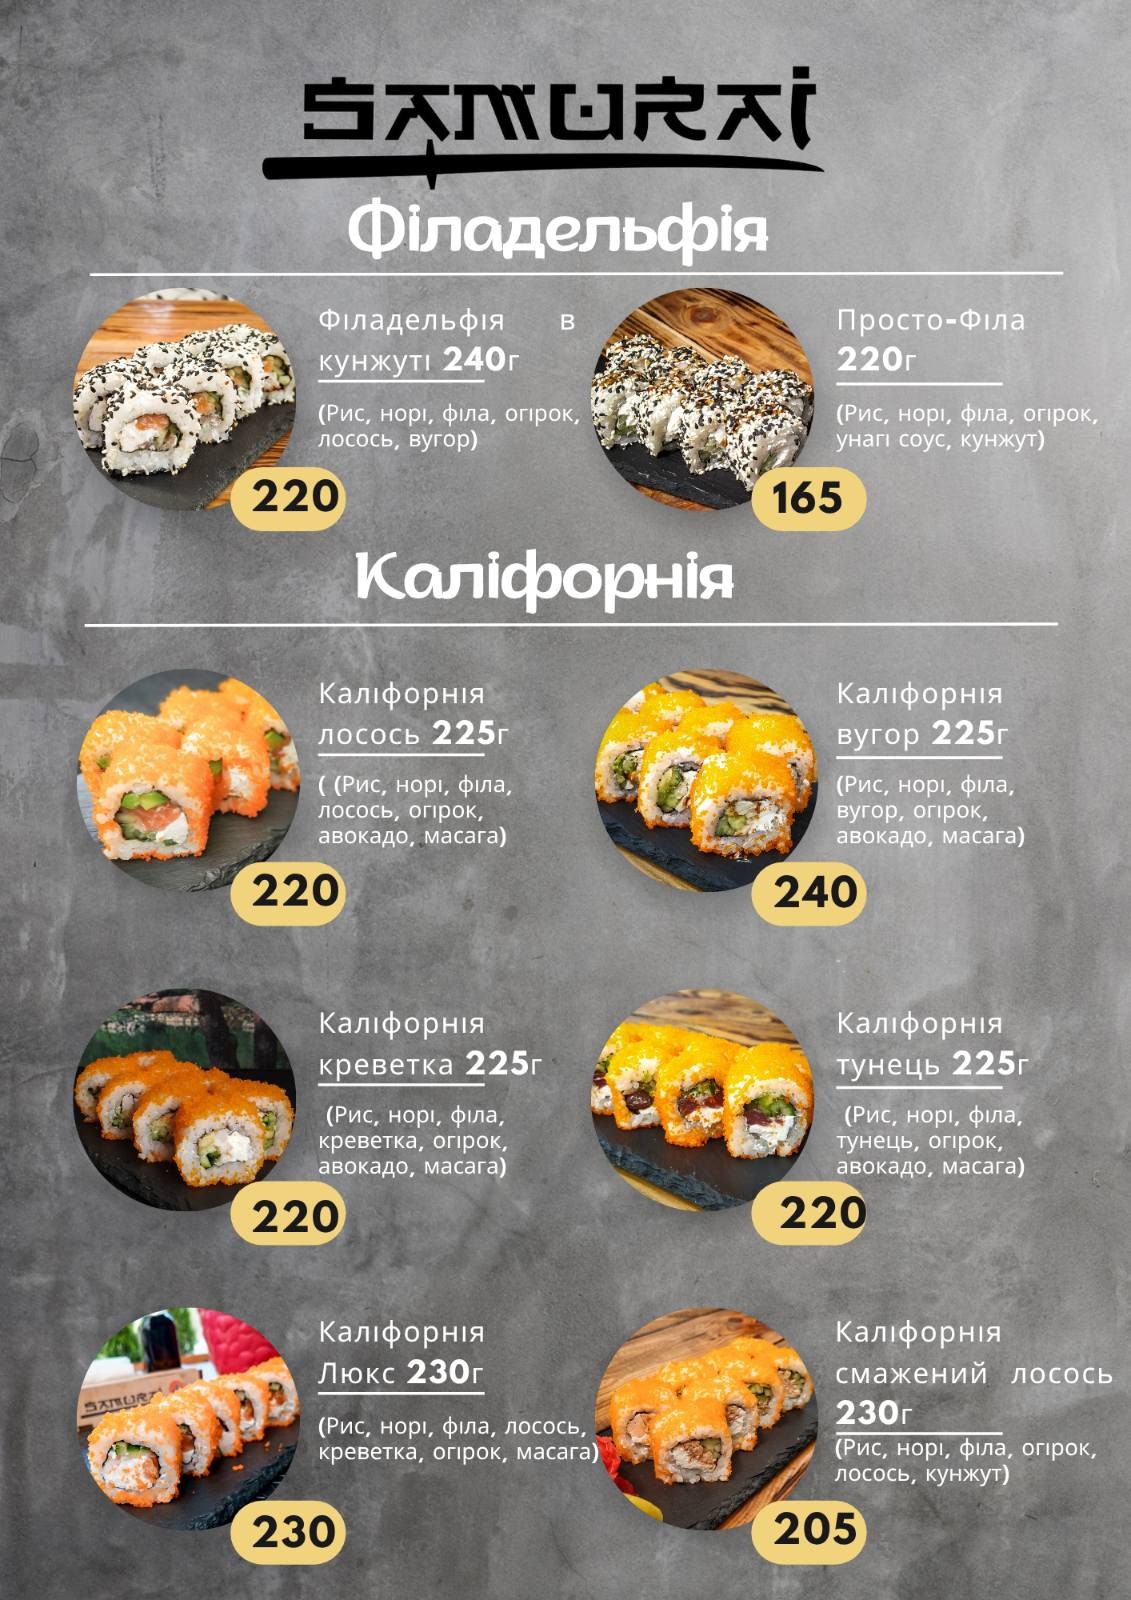 SAMURAI
Філадельфія
Філадельфія в
кунжуті 240г
(Рис, норі, філа, огірок,
лосось, вугор)
220
Просто-Філа
220г
(Рис, норі, філа, огірок,
унагі соус, кунжут)
165
Каліфорнія
Каліфорнія
лосось 225г
( (Рис, норі, філа,
лосось, огірок,
авокадо, масага)
220
Каліфорнія
вугор 225г
(Рис, норі, філа,
вугор, огірок,
авокадо, масага)
240
Каліфорнія
креветка 225г
(Рис, норі, філа,
креветка, огірок,
авокадо, масага)
220
Каліфорнія
тунець 225г
(Рис, норі, філа,
тунець, огірок,
авокадо, масага)
220
Каліфорнія
Люкс 230г
(Рис, норі, філа, лосось,
креветка, огірок, масага)
SAMURAI
230
Каліфорнія
смажений лосось
230г
(Рис, норі, філа, огірок,
лосось, кунжут)
205